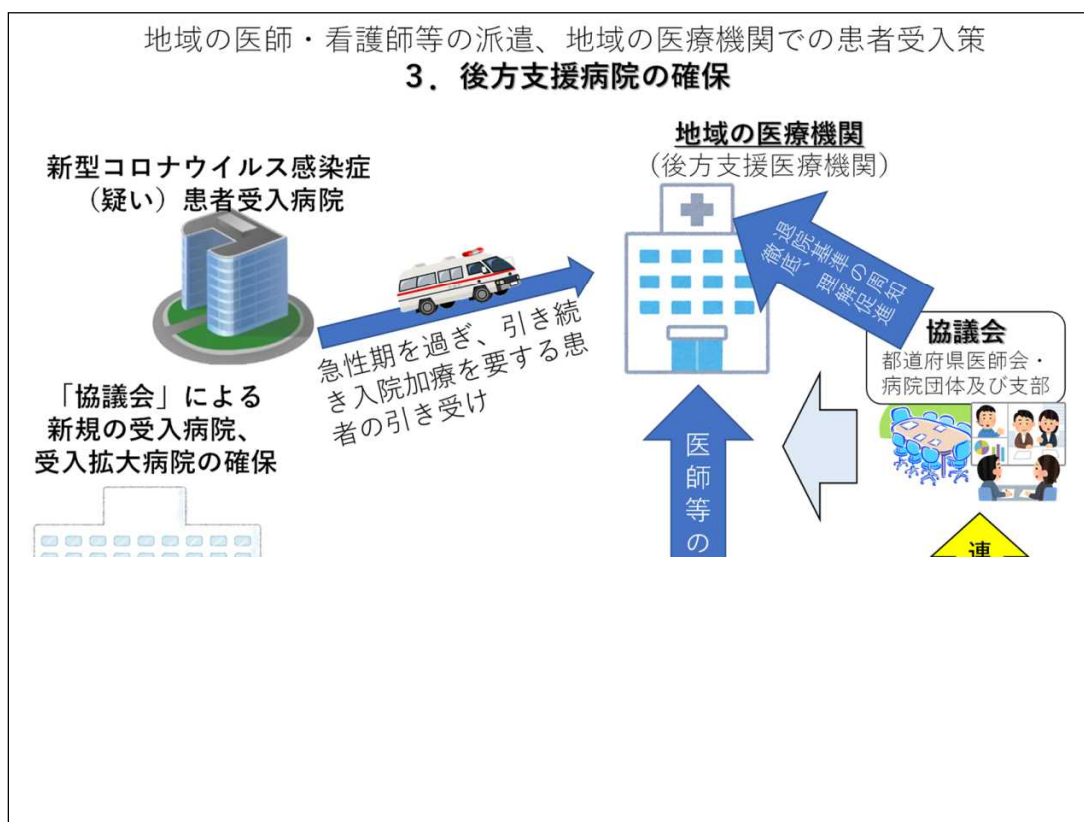 地域の医師・看護師等の派遣、地域の医療機関での患者受入策
3．後方支援病院の確保
新型コロナウイルス感染症
（疑い）患者受入病院
地域の医療機関
（後方支援医療機関）
退院基準の周知
徹底、理解促進
急性期を過ぎ、引き続
き入院加療を要する患
者の引き受け
協議会
都道府県医師会・
病院団体及び支部
「協議会」による
新規の受入病院、
受入拡大病院の確保
医師等の
連